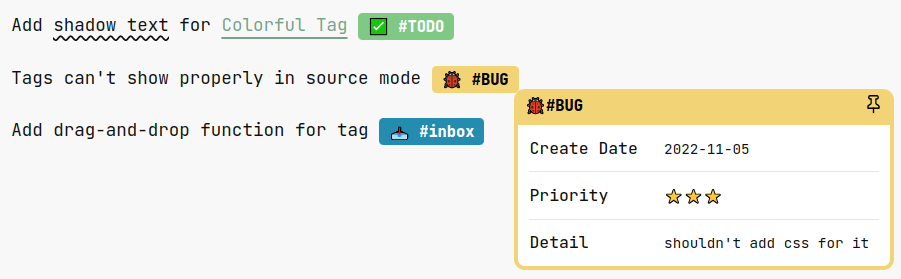 Add shadow text for Colorful Tag ✅ #TODO
Tags can't show properly in source mode 🐞 #BUG
🐞#BUG
Add drag-and-drop function for tag 📥 #inbox
Create Date 2022-11-05
Priority ⭐⭐⭐
Detail shouldn't add css for it